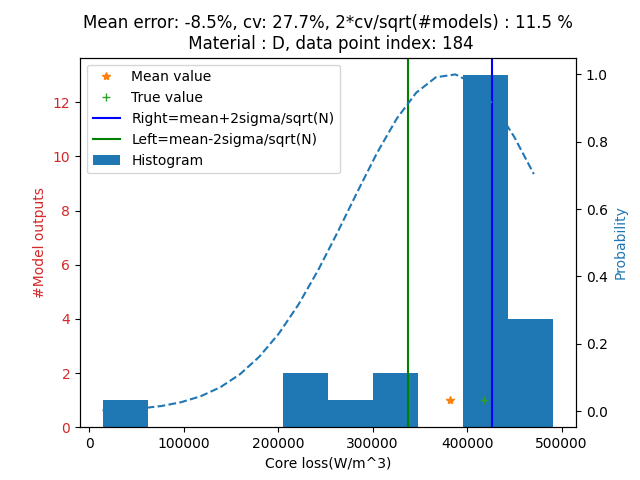 Mean error: -8.5%, cv: 27.7%, 2*cv/sqrt(#models) : 11.5 %
Material : D, data point index: 184
Mean value
True value
Right=mean+2sigma/sqrt(N)
Left=mean-2sigma/sqrt(N)
Histogram
#Model outputs
12
10
8
6
4
2
0
1.0
0.8
0.6
0.4
0.2
0.0
Probability
0 100000 200000 300000 400000 500000
Core loss(W/m^3)